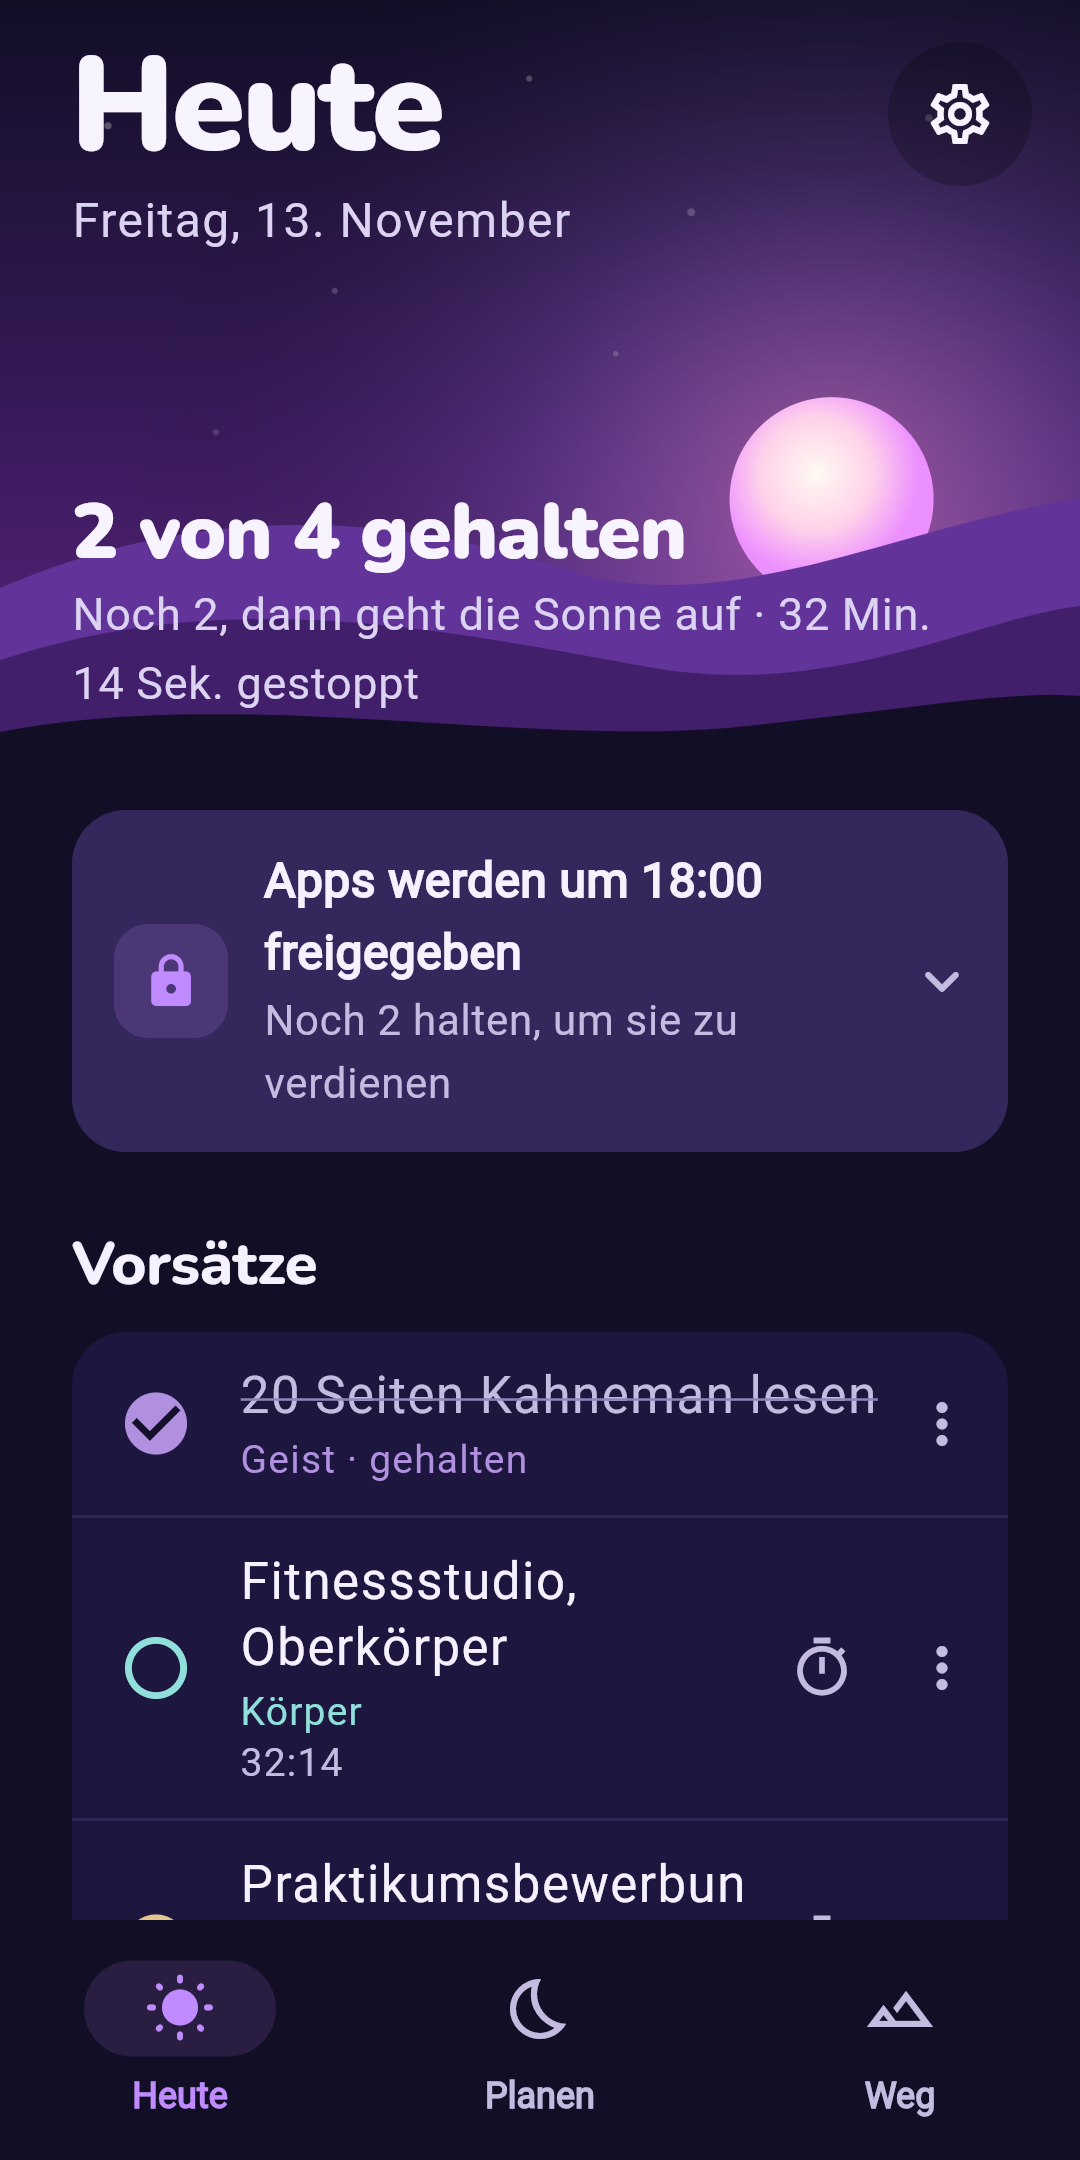 Heute
Freitag, 13. November
2 von 4 gehalten
Noch 2, dann geht die Sonne auf · 32 Min.
14 Sek. gestoppt
Apps werden um 18:00
freigegeben
Noch 2 halten, um sie zu
verdienen
Vorsätze
20 Seiten Kahneman lesen
Geist · gehalten
Fitnessstudio,
Oberkörper
Körper
32:14
Praktikumsbewerbun
Heute
Planen
Weg